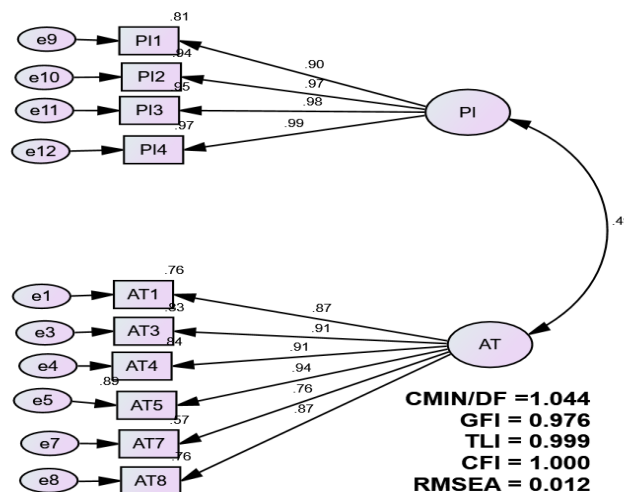 .81
e9 PI1
.90
.94
e10 PI2
.97
PI
.95
e11 PI3
.98
.97
e12 PI4
.99
.76
e1 AT1
.87
.83
e3 AT3
.91
AT
.84
e4 AT4
.91
.89
e5 AT5
.94
.57
e7 AT7
.76
.76
e8 AT8
.87
CMIN/DF =1.044
GFI = 0.976
TLI = 0.999
CFI = 1.000
RMSEA = 0.012